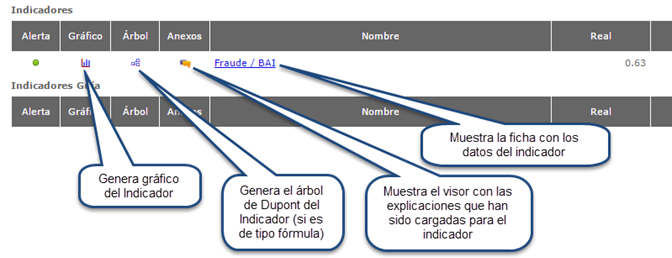 Indicadores
Alerta Gráfico Árbol Anexos Nombre Real
Fraude / BAI 0.63
Indicadores Guía
Alerta Gráfico Árbol Anexos Nombre Real
Muestra la ficha con los
datos del indicador
Genera gráfico
del Indicador
Genera el árbol
de Dupont del
Indicador (si es
de tipo fórmula)
Muestra el visor con las
explicaciones que han
sido cargadas para el
indicador